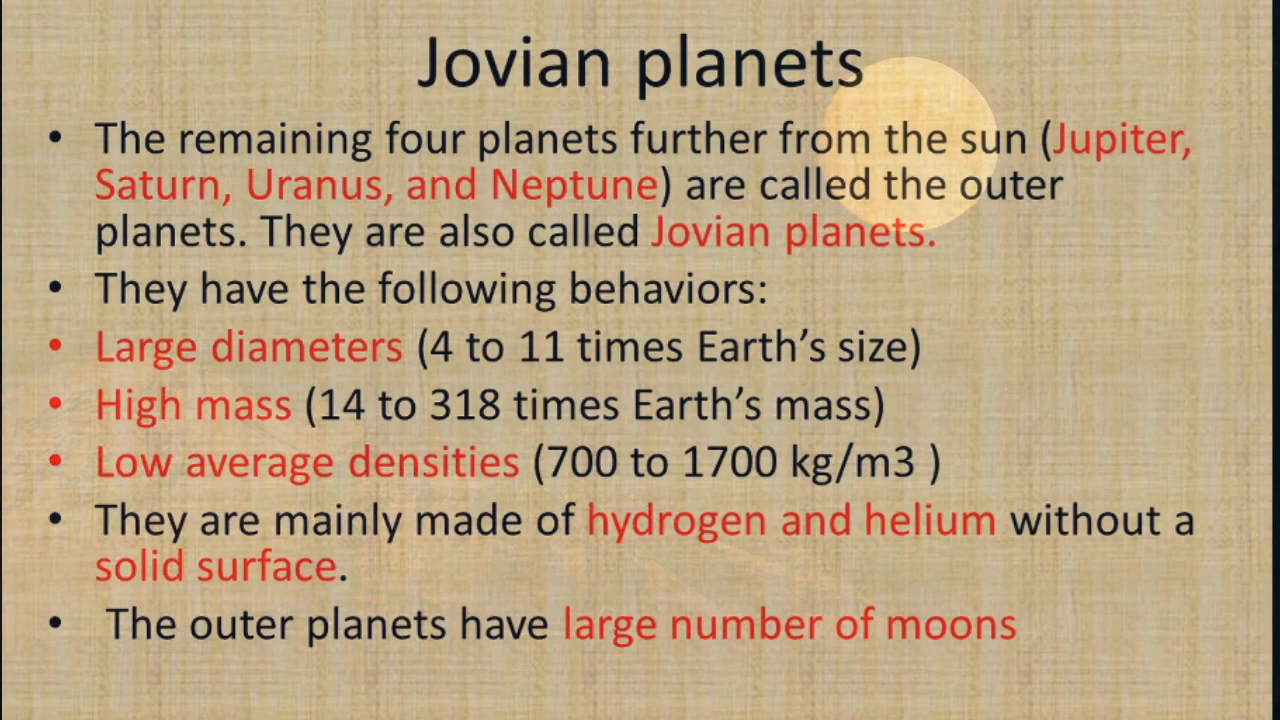 Jovian planets
• The remaining four planets further from the sun (Jupiter,
Saturn, Uranus, and Neptune) are called the outer
planets. They are also called Jovian planets.
• They have the following behaviors:
• Large diameters (4 to 11 times Earth’s size)
• High mass (14 to 318 times Earth’s mass)
• Low average densities (700 to 1700 kg/m3 )
• They are mainly made of hydrogen and helium without a
solid surface.
• The outer planets have large number of moons